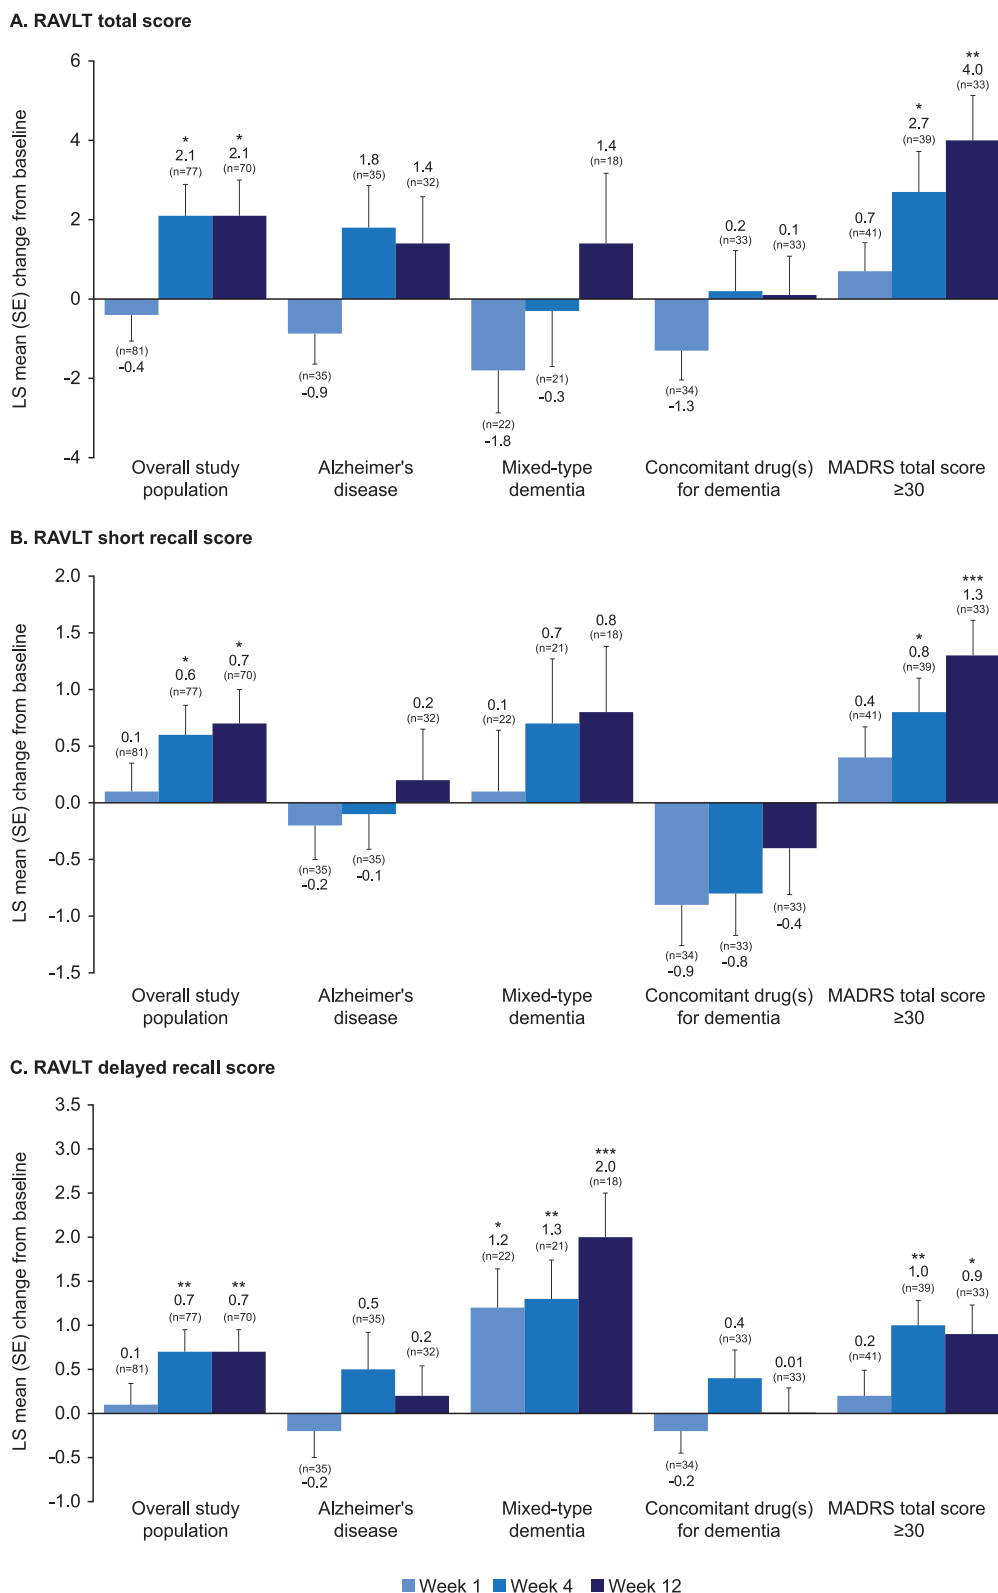 A. RAVLT total score
LS mean (SE) change from baseline
6
4
2
0
-2
-4
-0.4
(n=81)
*
2.1
(n=77)
*
2.1
(n=70)
(n=35)
-0.9
1.8
(n=35)
1.4
(n=32)
(n=22)
-1.8
(n=21)
-0.3
1.4
(n=18)
(n=34)
-1.3
0.2
(n=33)
0.1
(n=33)
0.7
(n=41)
*
2.7
(n=39)
**
4.0
(n=33)
Overall study
population
Alzheimer's
disease
Mixed-type
dementia
Concomitant drug(s)
for dementia
MADRS total score
≥30
B. RAVLT short recall score
LS mean (SE) change from baseline
2.0
1.5
1.0
0.5
0.0
-0.5
-1.0
-1.5
0.1
(n=81)
*
0.6
(n=77)
*
0.7
(n=70)
(n=35)
-0.2
(n=35)
-0.1
0.2
(n=32)
0.1
(n=22)
0.7
(n=21)
0.8
(n=18)
(n=34)
-0.9
(n=33)
-0.8
(n=33)
-0.4
0.4
(n=41)
*
0.8
(n=39)
***
1.3
(n=33)
Overall study
population
Alzheimer's
disease
Mixed-type
dementia
Concomitant drug(s)
for dementia
MADRS total score
≥30
C. RAVLT delayed recall score
LS mean (SE) change from baseline
3.5
3.0
2.5
2.0
1.5
1.0
0.5
0.0
-0.5
-1.0
0.1
(n=81)
**
0.7
(n=77)
**
0.7
(n=70)
(n=35)
-0.2
0.5
(n=35)
0.2
(n=32)
*
1.2
(n=22)
**
1.3
(n=21)
***
2.0
(n=18)
(n=34)
-0.2
0.4
(n=33)
0.01
(n=33)
0.2
(n=41)
**
1.0
(n=39)
*
0.9
(n=33)
Overall study
population
Alzheimer's
disease
Mixed-type
dementia
Concomitant drug(s)
for dementia
MADRS total score
≥30
Week 1 Week 4 Week 12